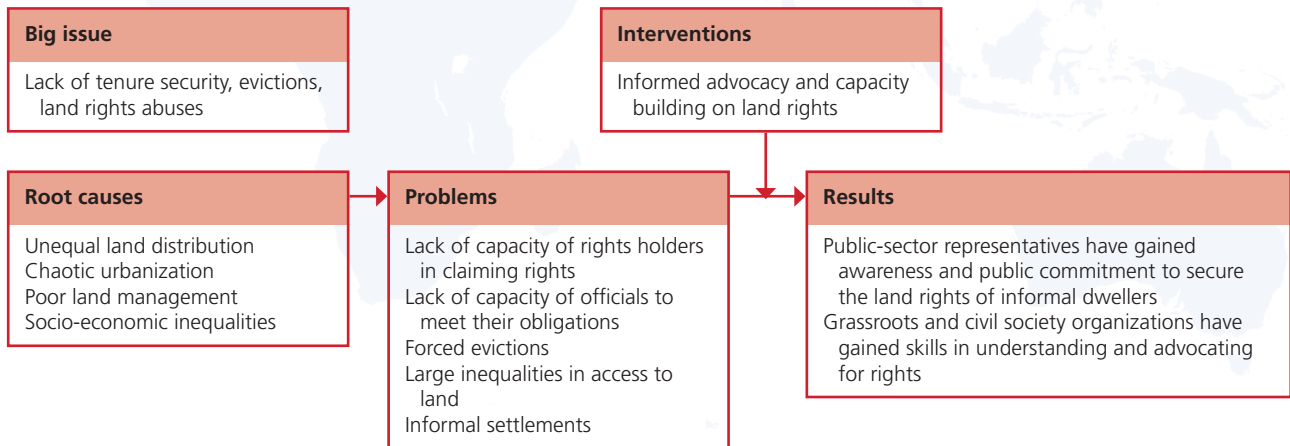 Big issue
Lack of tenure security, evictions,
land rights abuses
Interventions
Informed advocacy and capacity
building on land rights
Root causes
Unequal land distribution
Chaotic urbanization
Poor land management
Socio-economic inequalities
Problems
Lack of capacity of rights holders
in claiming rights
Lack of capacity of officials to
meet their obligations
Forced evictions
Large inequalities in access to
land
Informal settlements
Results
Public-sector representatives have gained
awareness and public commitment to secure
the land rights of informal dwellers
Grassroots and civil society organizations have
gained skills in understanding and advocating
for rights